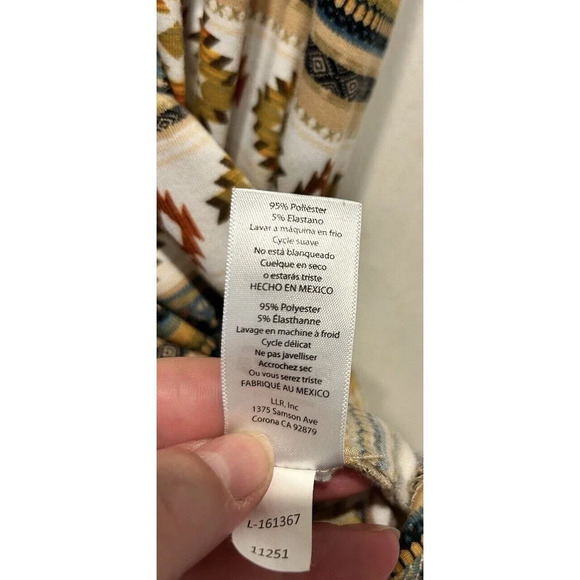 95% Poliéster
5% Elastano
Lavar a máquina en frio
Cycle suave
No está blanqueado
Cuelque en seco
o estarás triste
HECHO EN MEXICO
95% Polyester
5% Élasthanne
Lavage en machine à froid
Cycle délicat
Ne pas javelliser
Accrochez sec
Ou vous serez triste
FABRIQUÉ AU MEXICO
LLR, Inc
1375 Samson Ave
Corona CA 92879
L-161367
11251